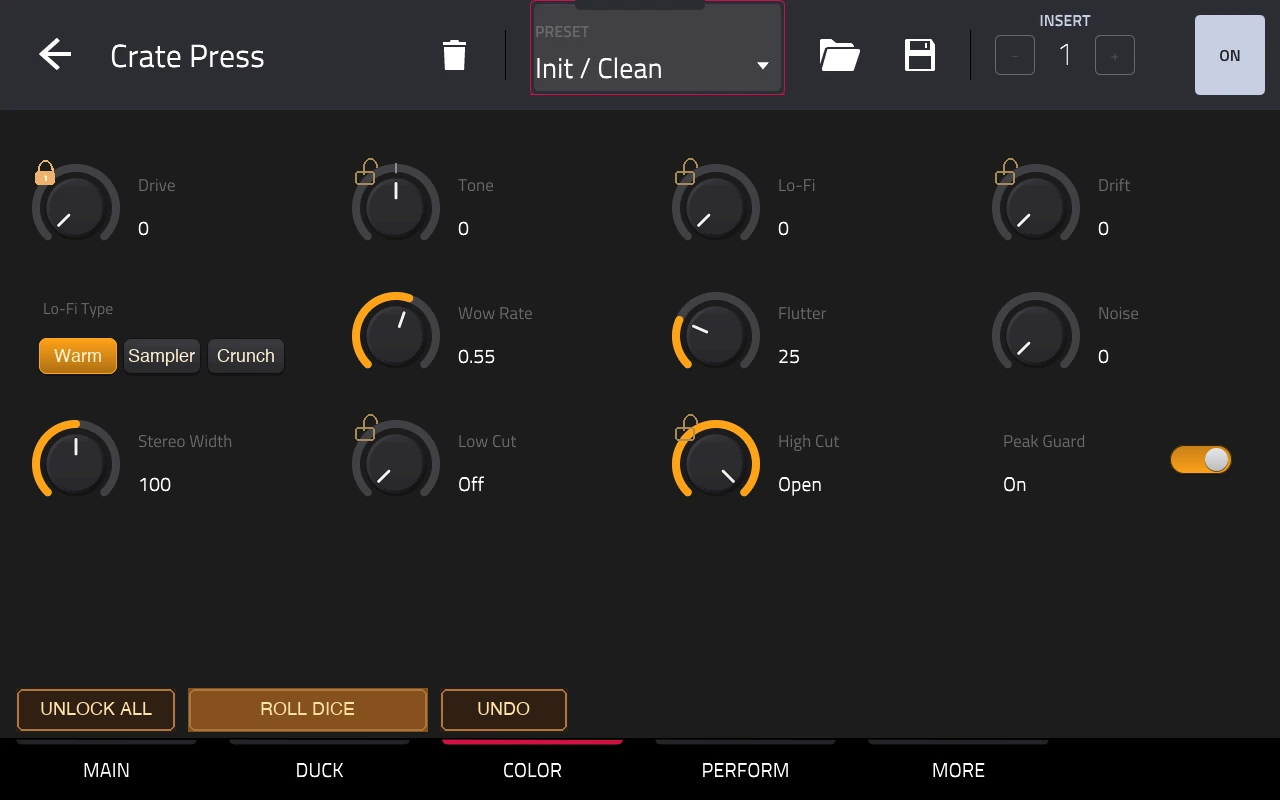 Crate Press
PRESET
Init / Clean
INSERT
- 1 +
ON
1
Drive
0
Tone
0
Lo-Fi
0
Drift
0
Lo-Fi Type
Warm Sampler Crunch
Wow Rate
0.55
Flutter
25
Noise
0
Stereo Width
100
Low Cut
Off
High Cut
Open
Peak Guard
On
UNLOCK ALL ROLL DICE UNDO
MAIN DUCK COLOR PERFORM MORE